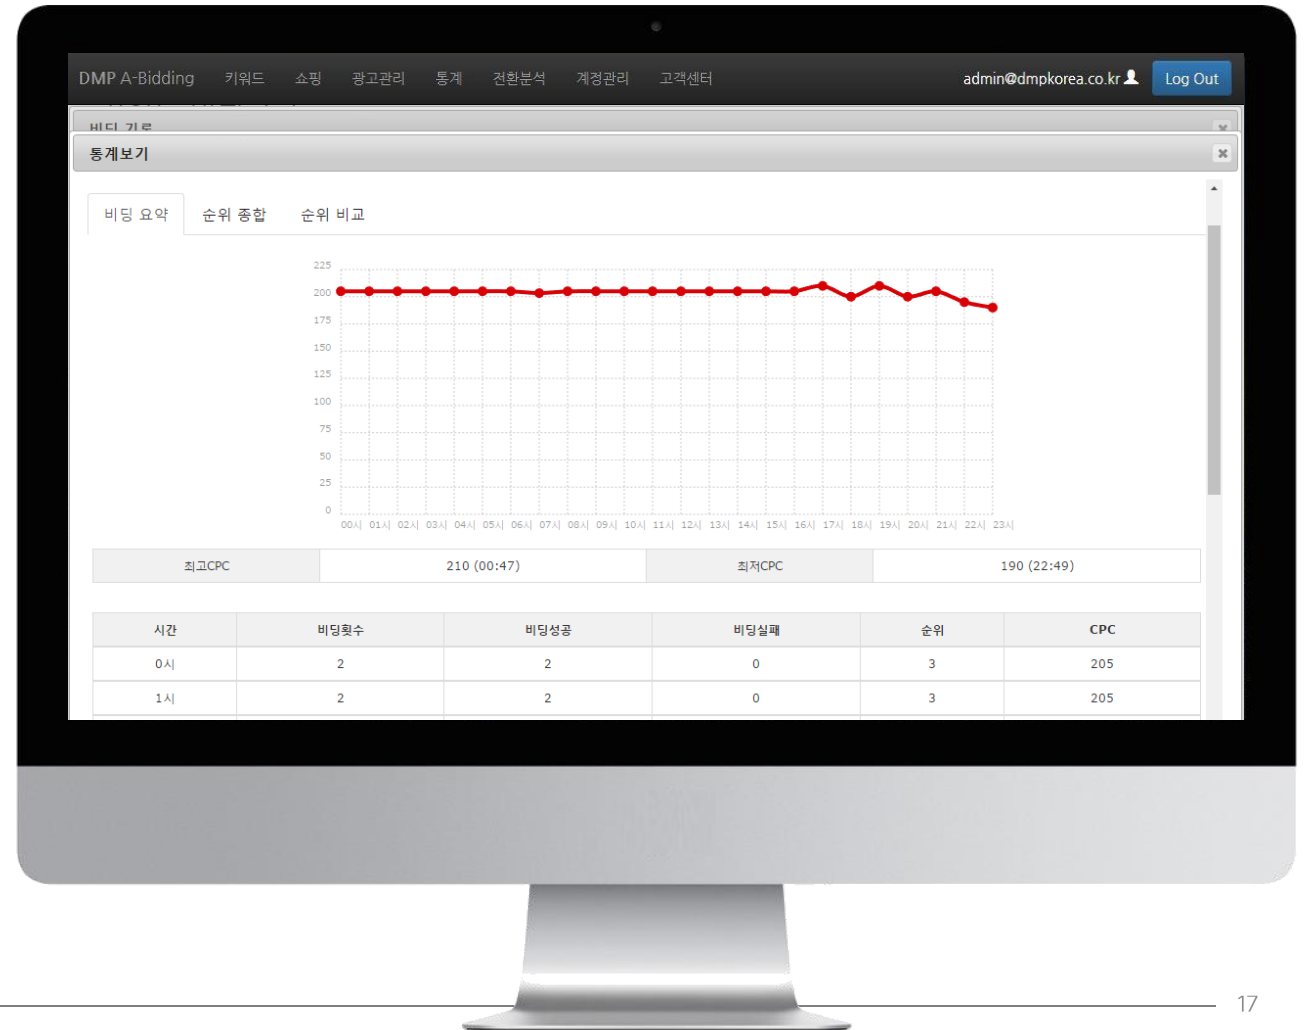 DMP A-Bidding 키워드 쇼핑 광고관리 통계 전환분석 계정관리 고객센터 admin@dmpkorea.co.kr Log Out
비딩 기록
통계보기
비딩 요약 순위 종합 순위 비교
225
200
175
150
125
100
75
50
25
0
00시 01시 02시 03시 04시 05시 06시 07시 08시 09시 10시 11시 12시 13시 14시 15시 16시 17시 18시 19시 20시 21시 22시 23시
최고CPC 210 (00:47) 최저CPC 190 (22:49)
시간 비딩횟수 비딩성공 비딩실패 순위 CPC
0시 2 2 0 3 205
1시 2 2 0 3 205
17